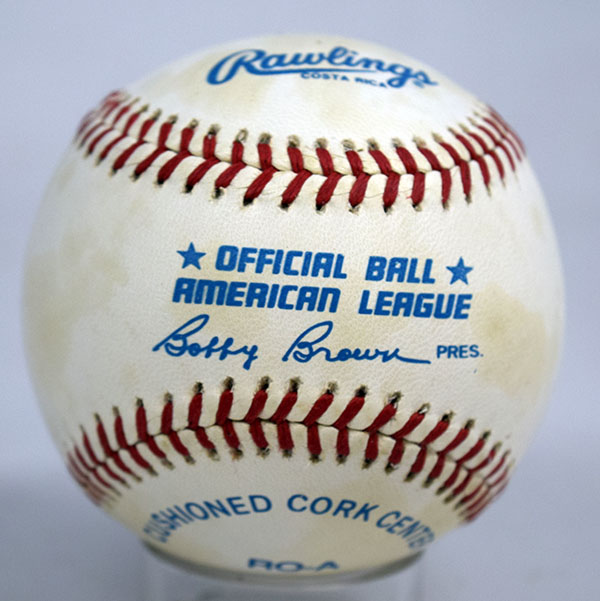 Rawlings
COSTA RICA
★ OFFICIAL BALL ★
AMERICAN LEAGUE
Bobby Brown PRES.
CUSHIONED CORK CENTER
RO-A